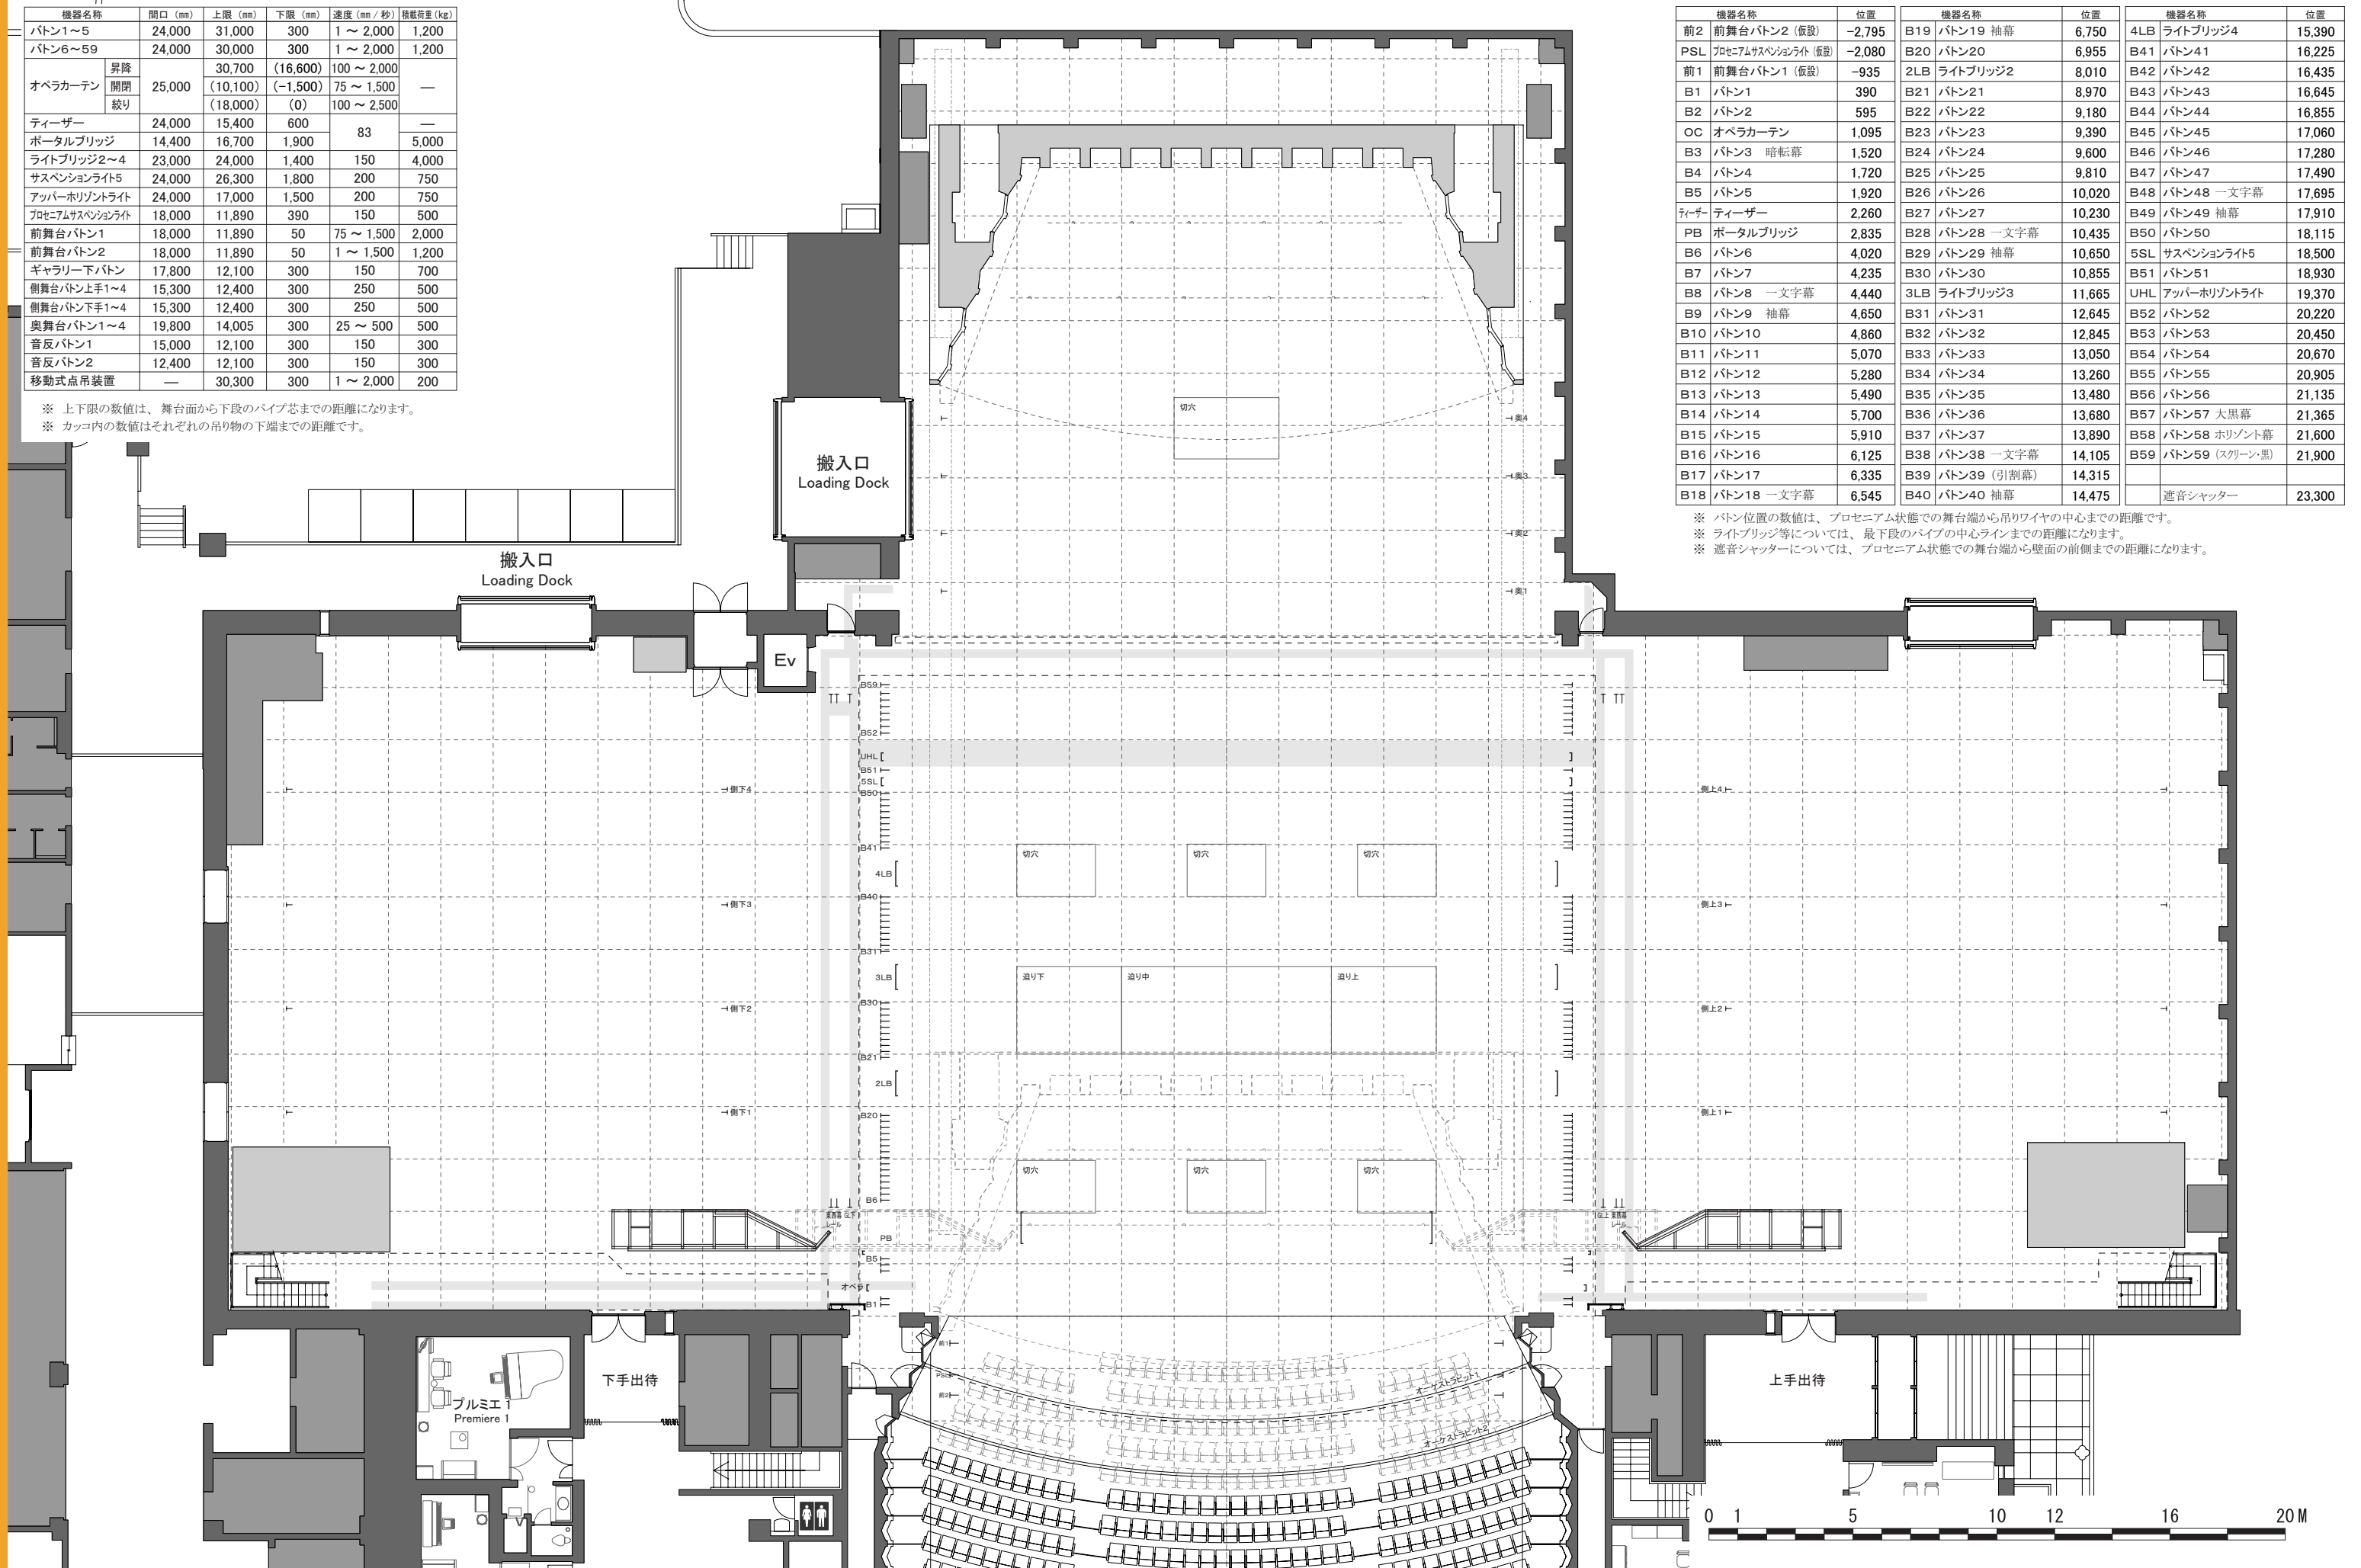 機器名称 間口（㎜） 上限（㎜） 下限（㎜） 速度（㎜／秒） 積載荷重（kg）
バトン1～5 24,000 31,000 300 1 ～ 2,000 1,200
バトン6～59 24,000 30,000 300 1 ～ 2,000 1,200
オペラカーテン 25,000 —
昇降 30,700 (16,600) 100 ～ 2,000
開閉 (10,100) (-1,500) 75 ～ 1,500
絞り (18,000) (0) 100 ～ 2,500
ティーザー 24,000 15,400 600 83 —
ポータルブリッジ 14,400 16,700 1,900 5,000
ライトブリッジ2～4 23,000 24,000 1,400 150 4,000
サスペンションライト5 24,000 26,300 1,800 200 750
アッパーホリゾントライト 24,000 17,000 1,500 200 750
プロセニアムサスペンションライト 18,000 11,890 390 150 500
前舞台バトン1 18,000 11,890 50 75 ～ 1,500 2,000
前舞台バトン2 18,000 11,890 50 1 ～ 1,500 1,200
ギャラリー下バトン 17,800 12,100 300 150 700
側舞台バトン上手1～4 15,300 12,400 300 250 500
側舞台バトン下手1～4 15,300 12,400 300 250 500
奥舞台バトン1～4 19,800 14,005 300 25 ～ 500 500
音反バトン1 15,000 12,100 300 150 300
音反バトン2 12,400 12,100 300 150 300
移動式点吊装置 — 30,300 300 1 ～ 2,000 200
※ 上下限の数値は、舞台面から下段のパイプ芯までの距離になります。
※ カッコ内の数値はそれぞれの吊り物の下端までの距離です。
機器名称 位置 機器名称 位置 機器名称 位置
前2 前舞台バトン2（仮設） -2,795 B19 バトン19 袖幕 6,750 4LB ライトブリッジ4 15,390
PSL プロセニアムサスペンションライト（仮設） -2,080 B20 バトン20 6,955 B41 バトン41 16,225
前1 前舞台バトン1（仮設） -935 2LB ライトブリッジ2 8,010 B42 バトン42 16,435
B1 バトン1 390 B21 バトン21 8,970 B43 バトン43 16,645
B2 バトン2 595 B22 バトン22 9,180 B44 バトン44 16,855
OC オペラカーテン 1,095 B23 バトン23 9,390 B45 バトン45 17,060
B3 バトン3 暗転幕 1,520 B24 バトン24 9,600 B46 バトン46 17,280
B4 バトン4 1,720 B25 バトン25 9,810 B47 バトン47 17,490
B5 バトン5 1,920 B26 バトン26 10,020 B48 バトン48 一文字幕 17,695
ティーザー ティーザー 2,260 B27 バトン27 10,230 B49 バトン49 袖幕 17,910
PB ポータルブリッジ 2,835 B28 バトン28 一文字幕 10,435 B50 バトン50 18,115
B6 バトン6 4,020 B29 バトン29 袖幕 10,650 5SL サスペンションライト5 18,500
B7 バトン7 4,235 B30 バトン30 10,855 B51 バトン51 18,930
B8 バトン8 一文字幕 4,440 3LB ライトブリッジ3 11,665 UHL アッパーホリゾントライト 19,370
B9 バトン9 袖幕 4,650 B31 バトン31 12,645 B52 バトン52 20,220
B10 バトン10 4,860 B32 バトン32 12,845 B53 バトン53 20,450
B11 バトン11 5,070 B33 バトン33 13,050 B54 バトン54 20,670
B12 バトン12 5,280 B34 バトン34 13,260 B55 バトン55 20,905
B13 バトン13 5,490 B35 バトン35 13,480 B56 バトン56 21,135
B14 バトン14 5,700 B36 バトン36 13,680 B57 バトン57 大黒幕 21,365
B15 バトン15 5,910 B37 バトン37 13,890 B58 バトン58 ホリゾント幕 21,600
B16 バトン16 6,125 B38 バトン38 一文字幕 14,105 B59 バトン59（スクリーン・黒） 21,900
B17 バトン17 6,335 B39 バトン39（引割幕） 14,315
B18 バトン18 一文字幕 6,545 B40 バトン40 袖幕 14,475 遮音シャッター 23,300
※ バトン位置の数値は、プロセニアム状態での舞台端から吊りワイヤの中心までの距離です。
※ ライトブリッジ等については、最下段のパイプの中心ラインまでの距離になります。
※ 遮音シャッターについては、プロセニアム状態での舞台端から壁面の前側までの距離になります。
切穴
奥4
搬入口
Loading Dock
奥3
奥2
搬入口
Loading Dock
奥1
Ev
B59
B52
UHL
B51
5SL
側下4
B50
側上4
B41
切穴 切穴 切穴
4LB
B40
側下3
側上3
B31
3LB
迫り下 迫り中 迫り上
B30
側下2
側上2
B21
2LB
側下1
B20
側上1
切穴 切穴 切穴
B6
東西幕 G下
レール
G上 東西幕
レール
PB
B5
オペラ
B1
前1
PSL
前2
オーケストラピット1
オーケストラピット2
下手出待
上手出待
プルミエ 1
Premiere 1
0 1 5 10 12 16 20 M